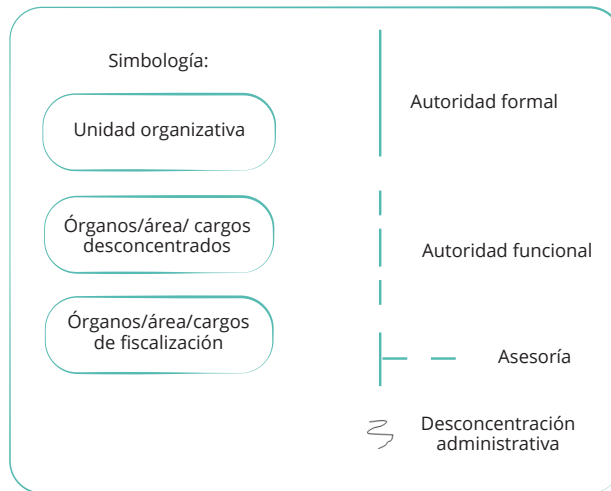 Simbología:
Unidad organizativa
Órganos/área/ cargos
desconcentrados
Órganos/área/cargos
de fiscalización
Autoridad formal
Autoridad funcional
Asesoría
Desconcentración
administrativa